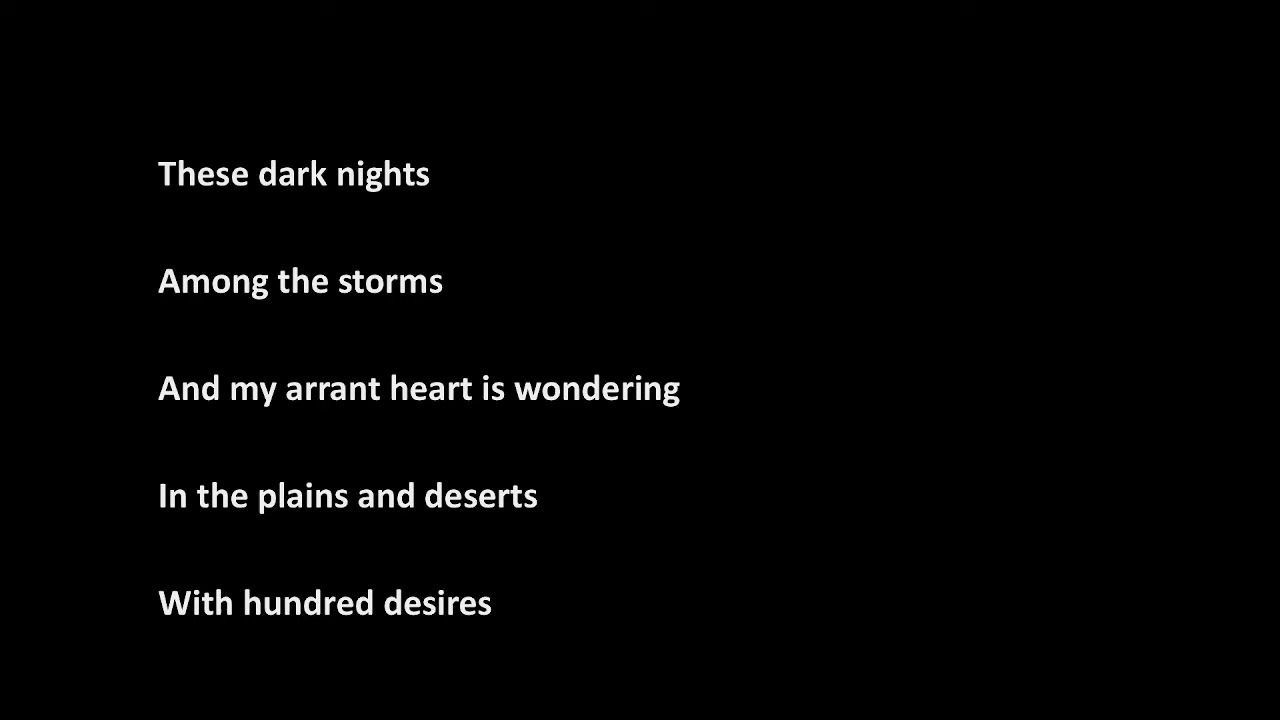 These dark nights
Among the storms
And my arrant heart is wondering
In the plains and deserts
With hundred desires